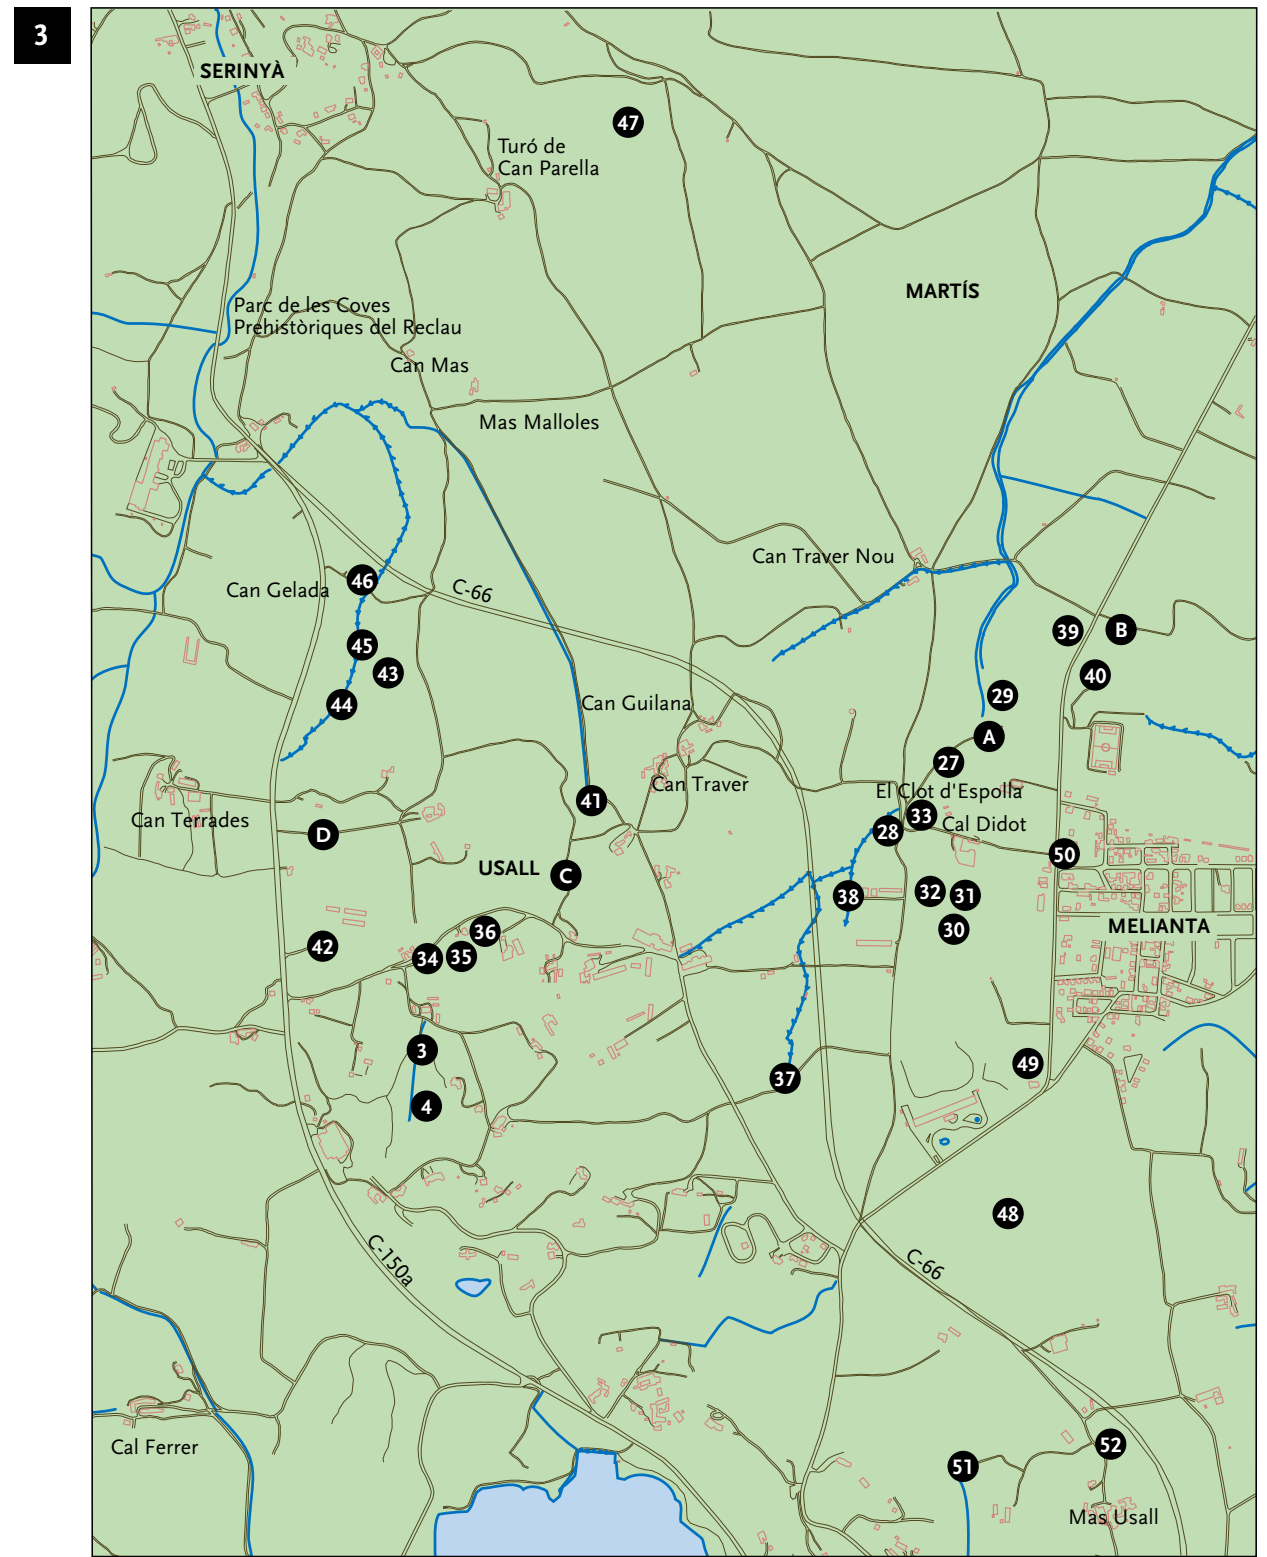 3
SERINYÀ
47
Turó de
Can Parella
MARTÍS
Parc de les Coves
Prehistòriques del Reclau
Can Mas
Mas Malloles
Can Traver Nou
46
Can Gelada
C-66
39
B
45
43
40
29
44
Can Guilana
A
27
Can Traver
El Clot d'Espolla
41
33
Can Terrades
D
28
Cal Didot
50
USALL
C
38
32
31
36
30
MELIANTA
42
34
35
3
49
37
4
48
C-150a
C-66
Cal Ferrer
52
51
Mas Usall